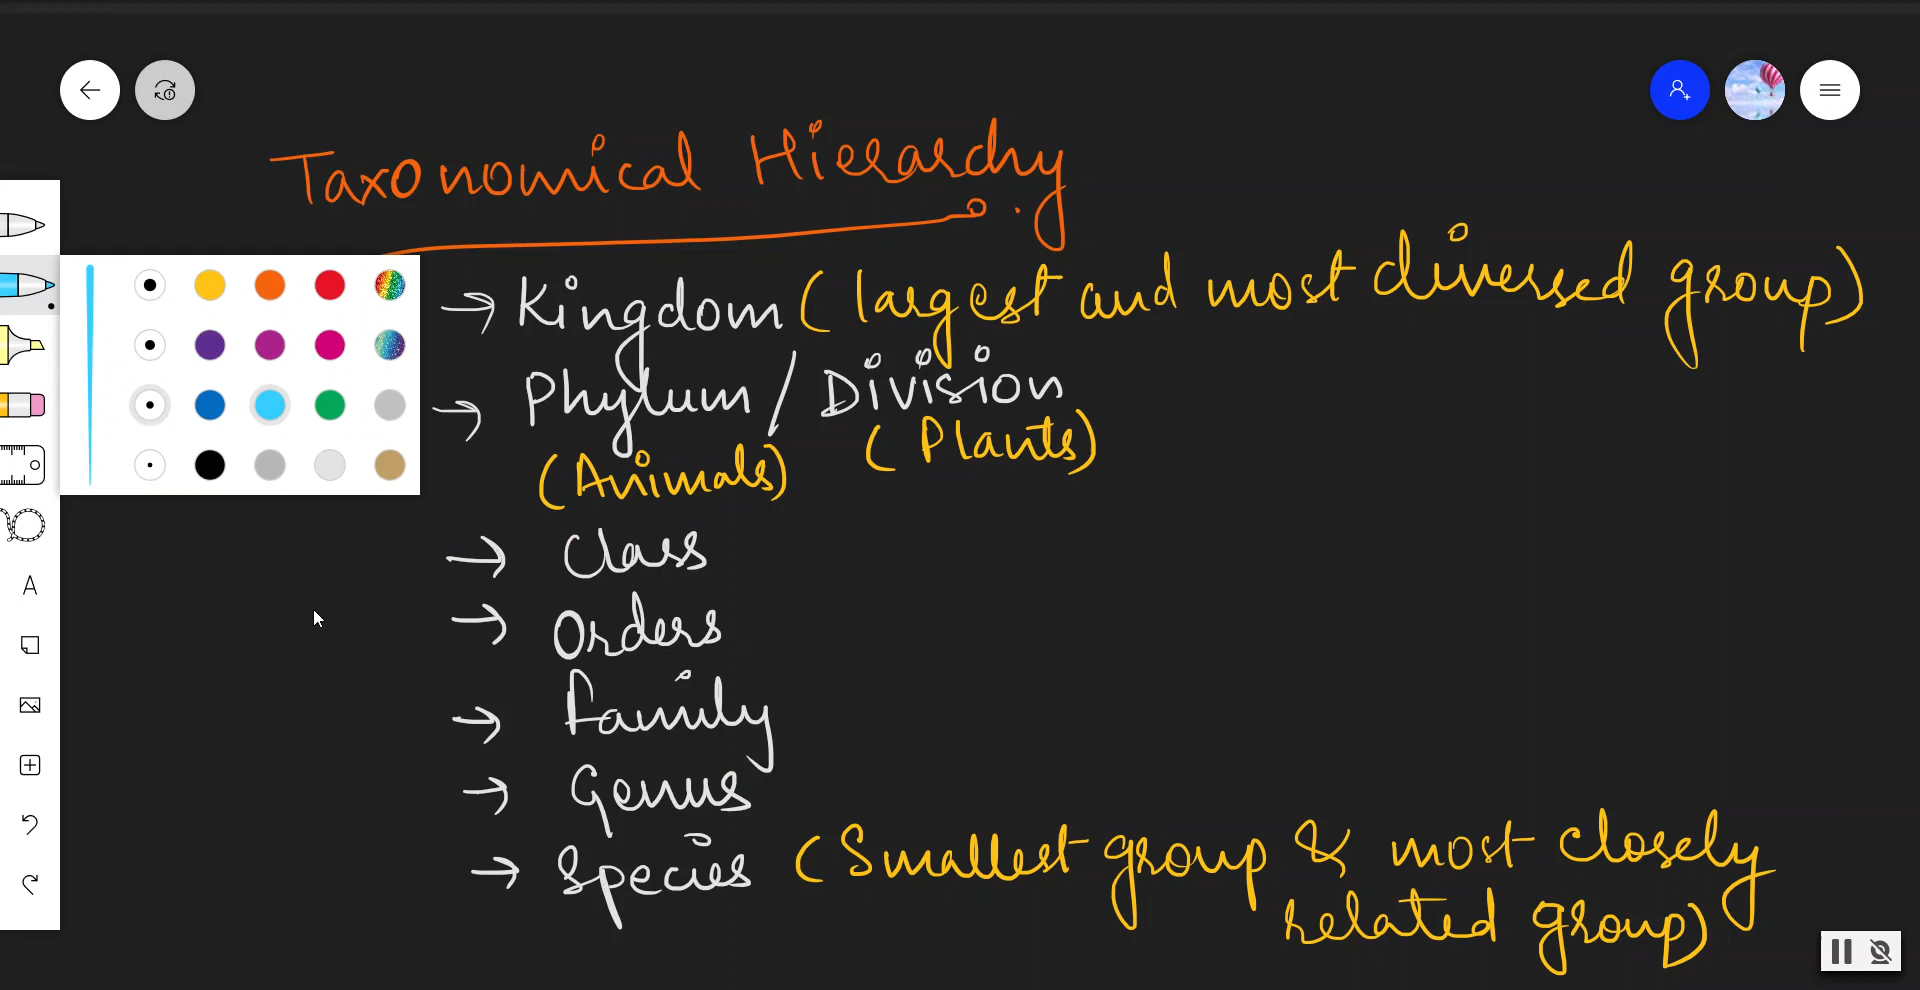 Taxonomical Hierarchy
→ Kingdom (largest and most diversed group)
→ Phylum / Division
(Animals) (Plants)
→ Class
→ Orders
→ Family
→ Genus
→ Species (Smallest group & most closely
related group)
A